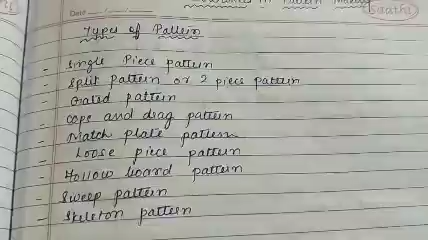 Date
Types of Pattern
- Single Piece pattern
- Split pattern or 2 piece pattern
- Gated pattern
- Cope and drag pattern
- Match plate pattern
- Loose piece pattern
- Follow board pattern
- Sweep pattern
- Skeleton pattern